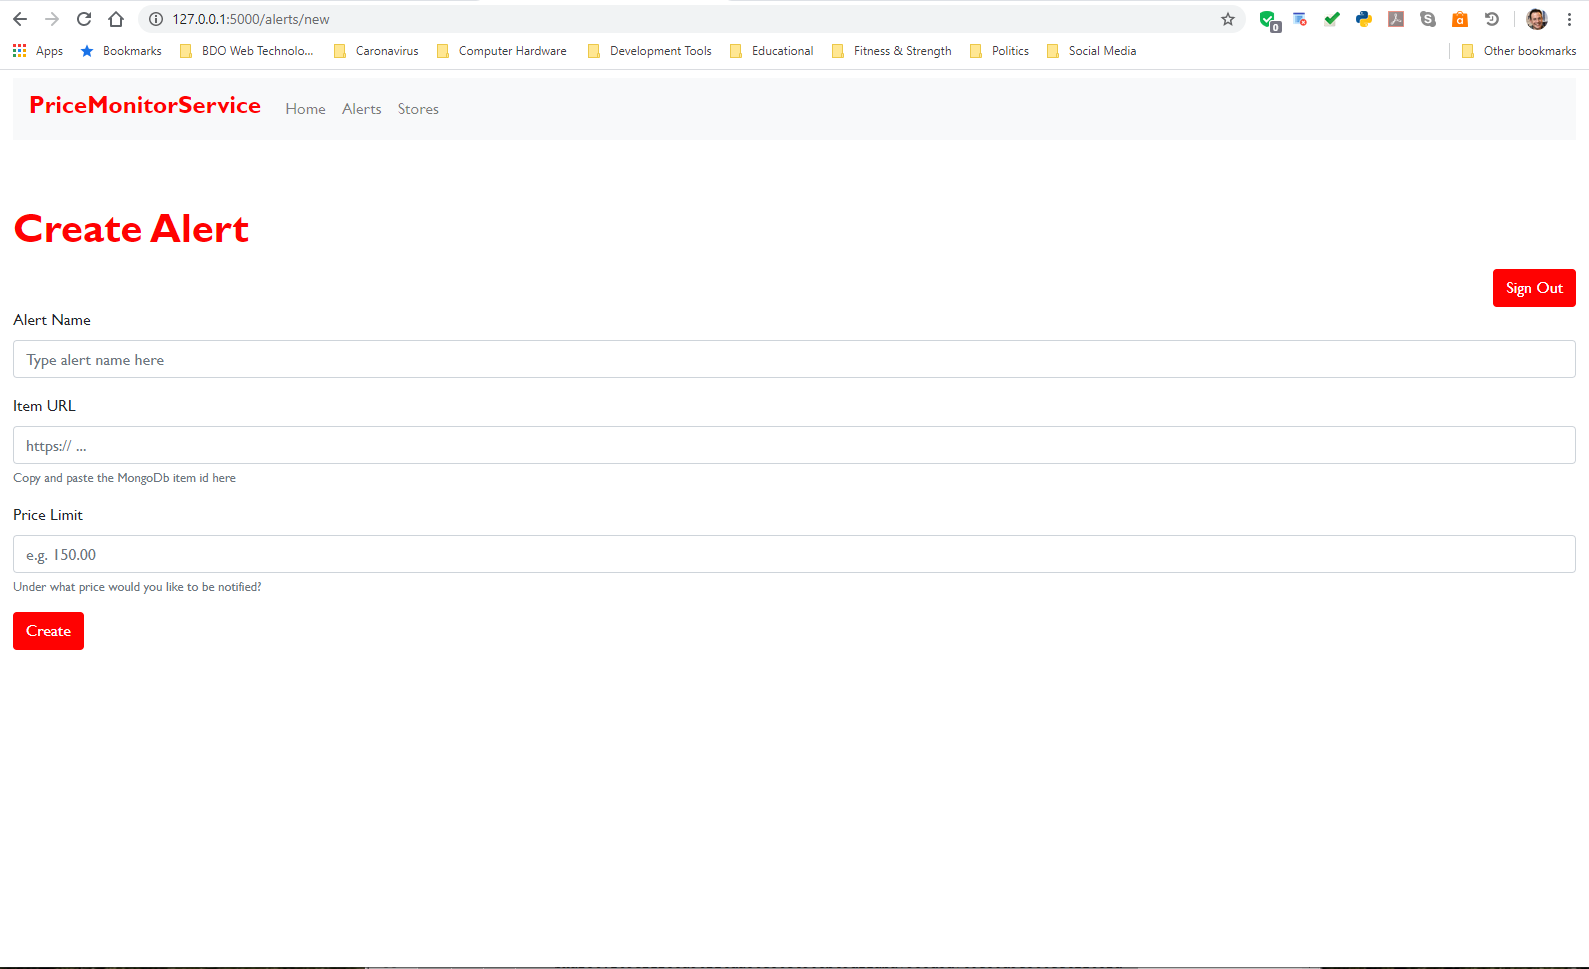 127.0.0.1:5000/alerts/new
0
Apps Bookmarks BDO Web Technolo... Caronavirus Computer Hardware Development Tools Educational Fitness & Strength Politics Social Media Other bookmarks
PriceMonitorService Home Alerts Stores
Create Alert
Sign Out
Alert Name
Type alert name here
Item URL
https:// ...
Copy and paste the MongoDb item id here
Price Limit
e.g. 150.00
Under what price would you like to be notified?
Create